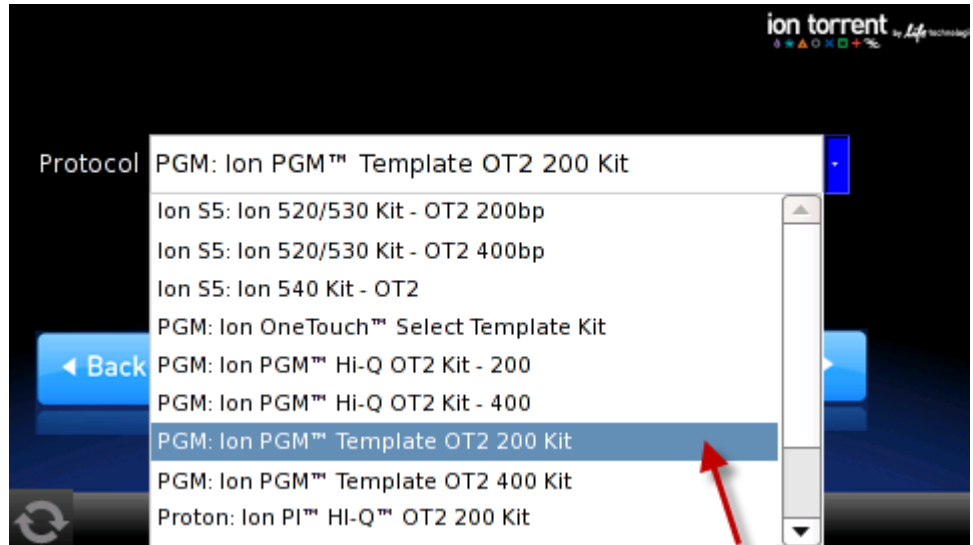 ion torrent
by Life technologi
Protocol PGM: Ion PGM™ Template OT2 200 Kit
Ion S5: Ion 520/530 Kit - OT2 200bp
Ion S5: Ion 520/530 Kit - OT2 400bp
Ion S5: Ion 540 Kit - OT2
PGM: Ion OneTouch™ Select Template Kit
Back PGM: Ion PGM™ Hi-Q OT2 Kit - 200
PGM: Ion PGM™ Hi-Q OT2 Kit - 400
PGM: Ion PGM™ Template OT2 200 Kit
PGM: Ion PGM™ Template OT2 400 Kit
Proton: Ion PI™ HI-Q™ OT2 200 Kit